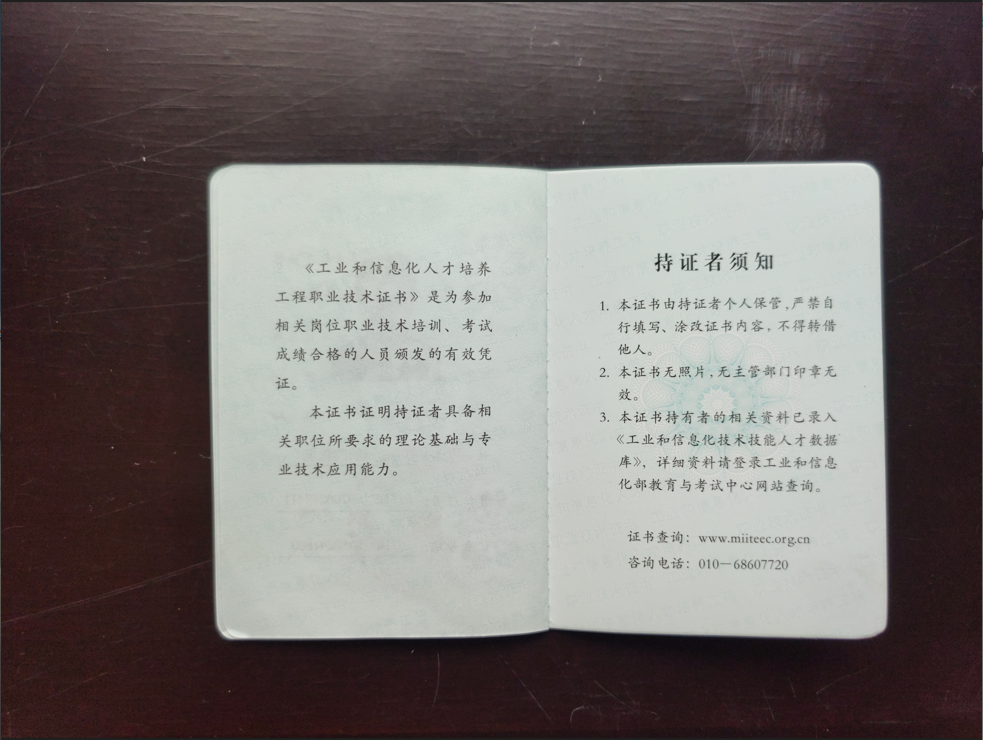 《工业和信息化人才培养
工程职业技术证书》是为参加
相关岗位职业技术培训、考试
成绩合格的人员颁发的有效凭
证。
本证书证明持证者具备相
关职位所要求的理论基础与专
业技术应用能力。
持证者须知
1. 本证书由持证者个人保管，严禁自
行填写、涂改证书内容，不得转借
他人。
2. 本证书无照片，无主管部门印章无
效。
3. 本证书持有者的相关资料已录入
《工业和信息化技术技能人才数据
库》，详细资料请登录工业和信息
化部教育与考试中心网站查询。
证书查询：www.miiteec.org.cn
咨询电话：010—68607720